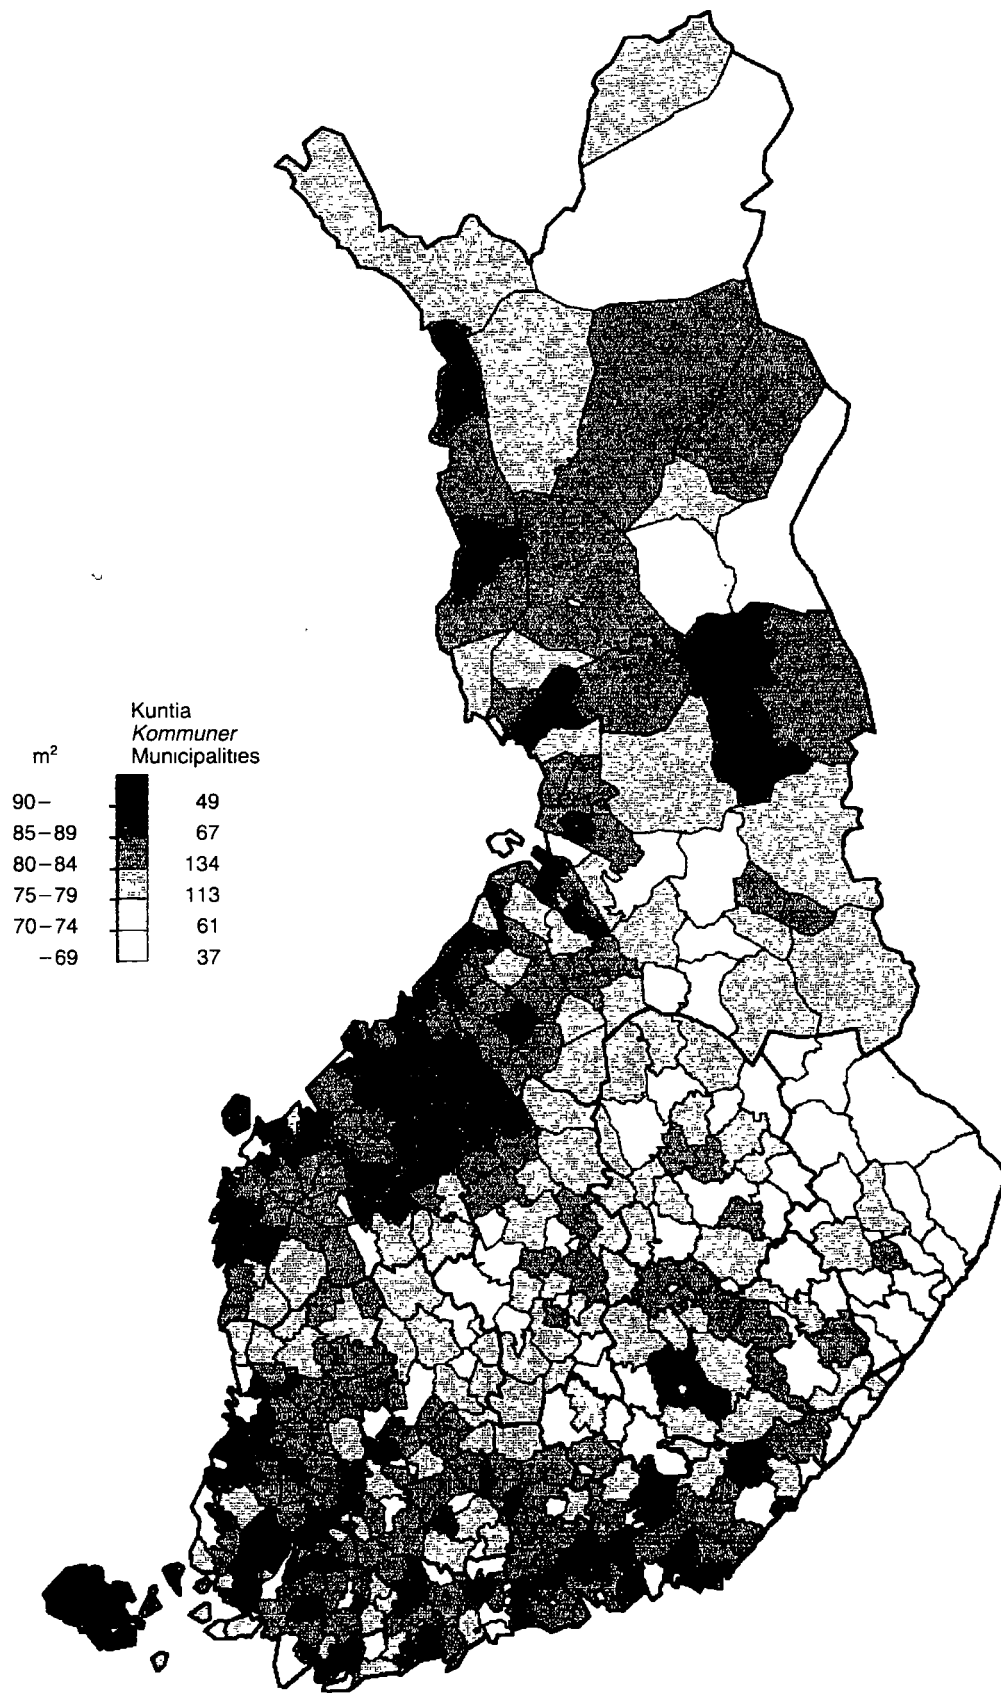 Kuntia
Kommuner
m² Municipalities
90– 49
85–89 67
80–84 134
75–79 113
70–74 61
–69 37